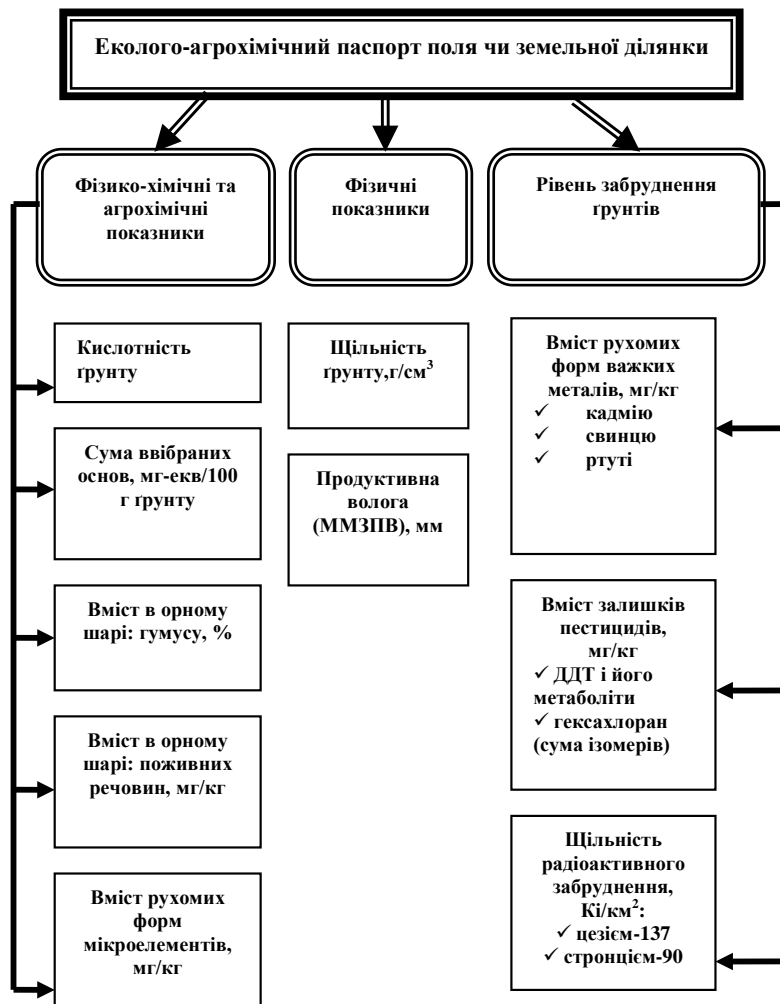 Еколого-агрохімічний паспорт поля чи земельної ділянки
Фізико-хімічні та
агрохімічні
показники
Фізичні
показники
Рівень забруднення
ґрунтів
Кислотність
ґрунту
Сума ввібраних
основ, мг-екв/100
г ґрунту
Вміст в орному
шарі: гумусу, %
Вміст в орному
шарі: поживних
речовин, мг/кг
Вміст рухомих
форм
мікроелементів,
мг/кг
Щільність
ґрунту,г/см³
Продуктивна
волога
(ММЗПВ), мм
Вміст рухомих
форм важких
металів, мг/кг
✓ кадмію
✓ свинцю
✓ ртуті
Вміст залишків
пестицидів,
мг/кг
✓ ДДТ і його
метаболіти
✓ гексахлоран
(сума ізомерів)
Щільність
радіоактивного
забруднення,
Кі/км²:
✓ цезієм-137
✓ стронцієм-90